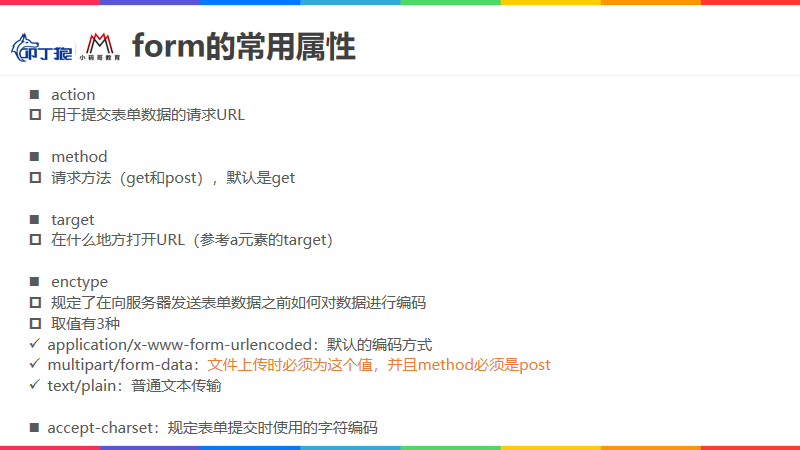 叩丁狼
小码哥教育
form的常用属性
action
用于提交表单数据的请求URL
method
请求方法（get和post），默认是get
target
在什么地方打开URL（参考a元素的target）
enctype
规定了在向服务器发送表单数据之前如何对数据进行编码
取值有3种
application/x-www-form-urlencoded：默认的编码方式
multipart/form-data：文件上传时必须为这个值，并且method必须是post
text/plain：普通文本传输
accept-charset：规定表单提交时使用的字符编码